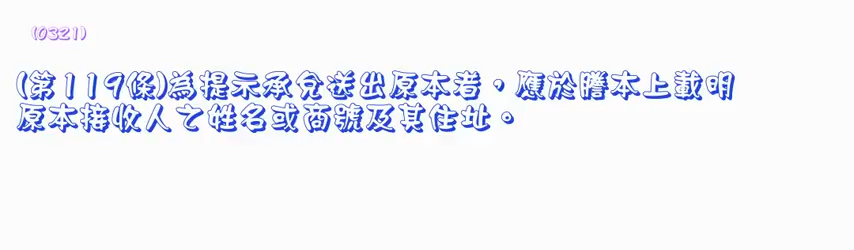 (0321)
(第119條)為提示承兌送出原本者，應於謄本上載明
原本接收人之姓名或商號及其住址。